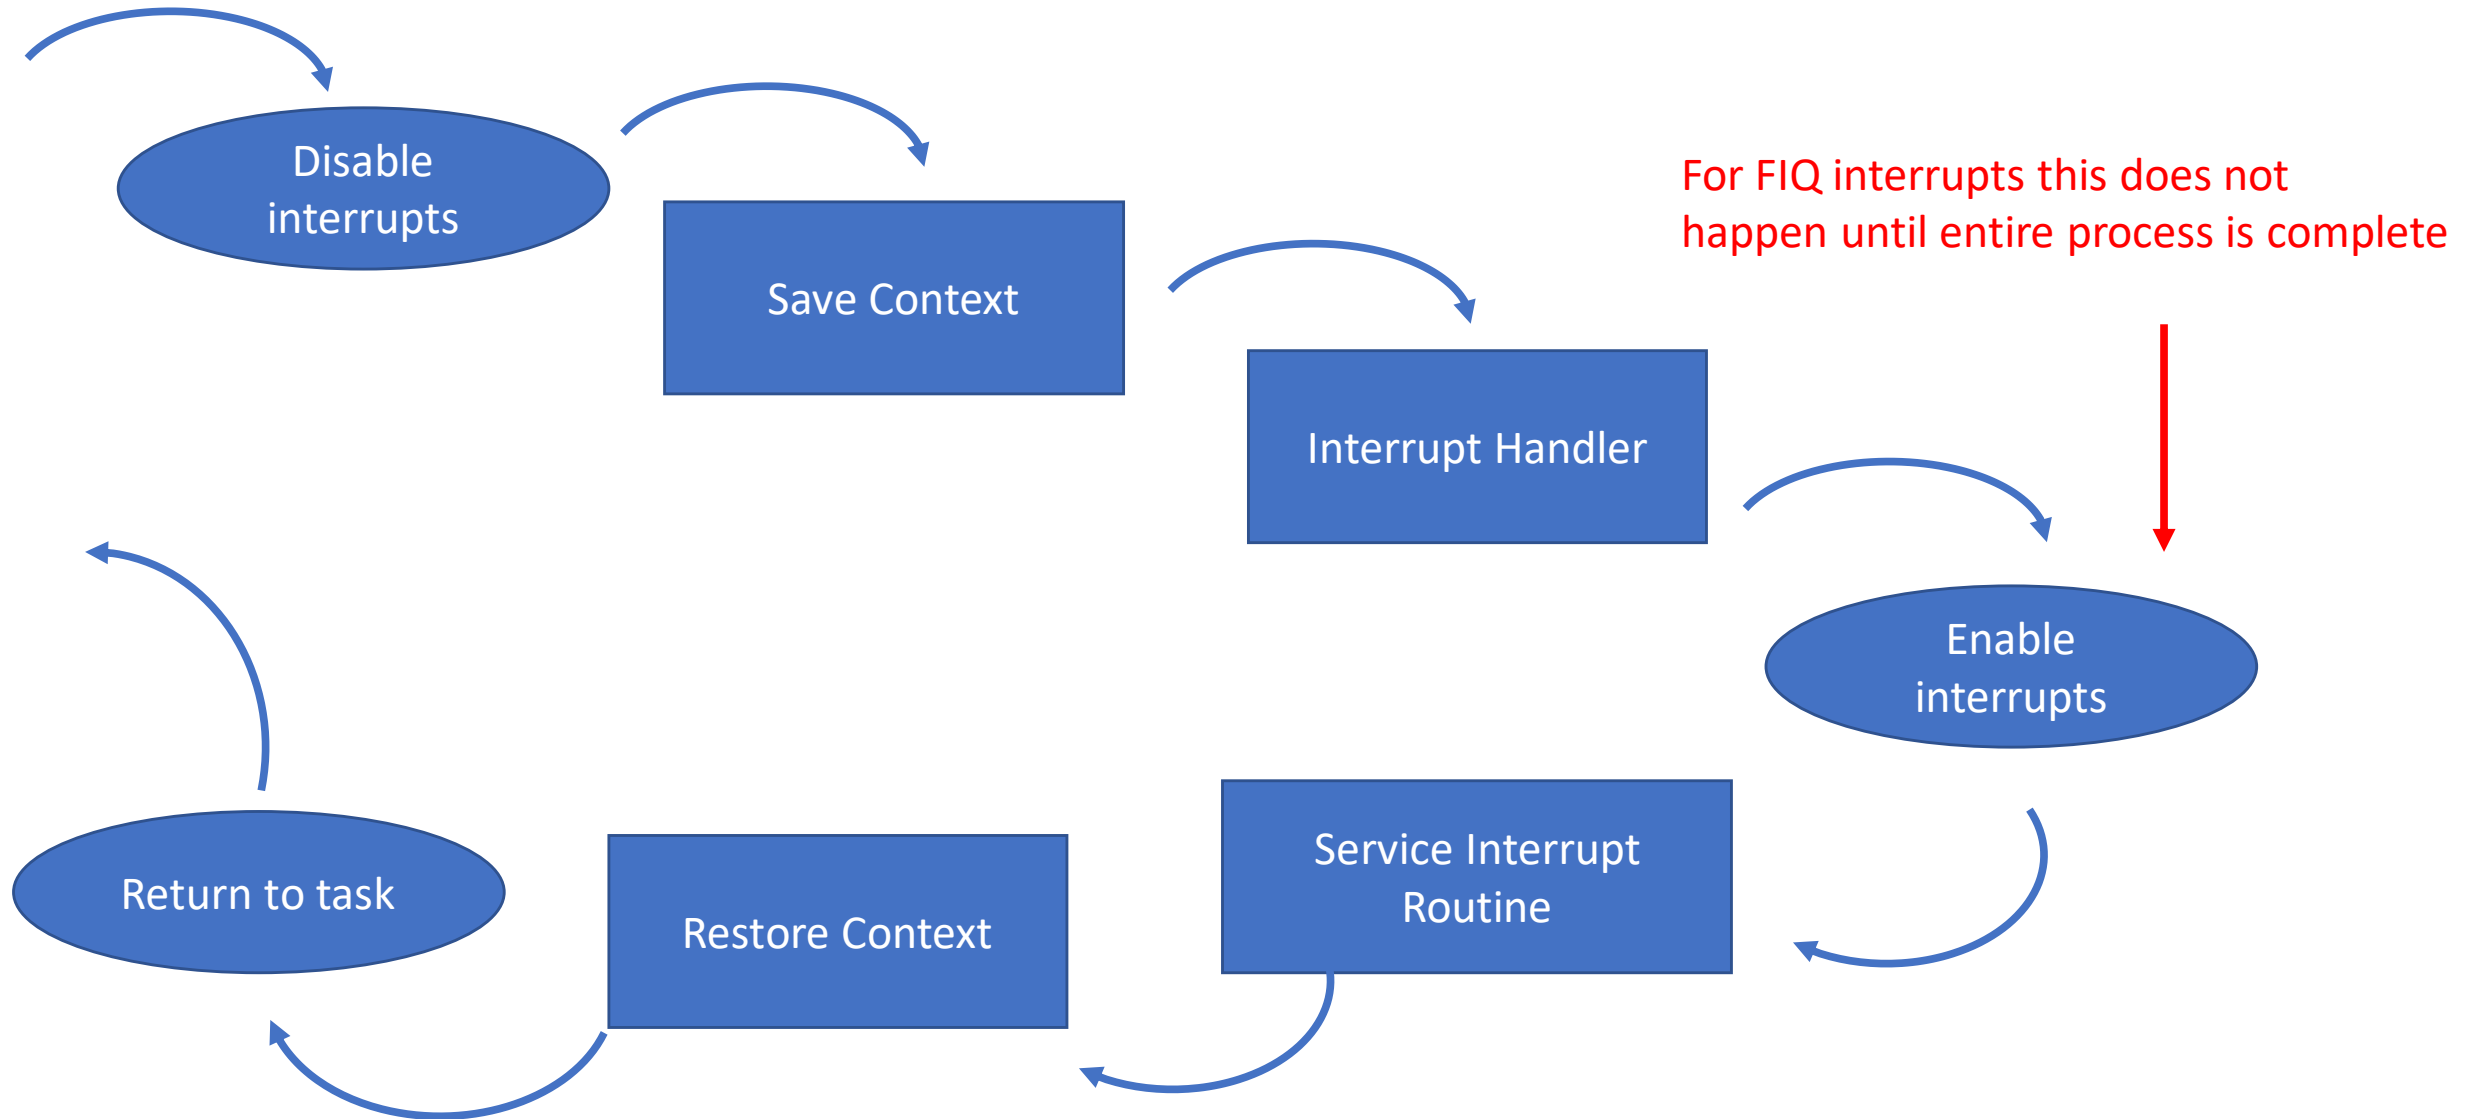 Disable
interrupts
Save Context
For FIQ interrupts this does not
happen until entire process is complete
Interrupt Handler
Enable
interrupts
Service Interrupt
Routine
Restore Context
Return to task